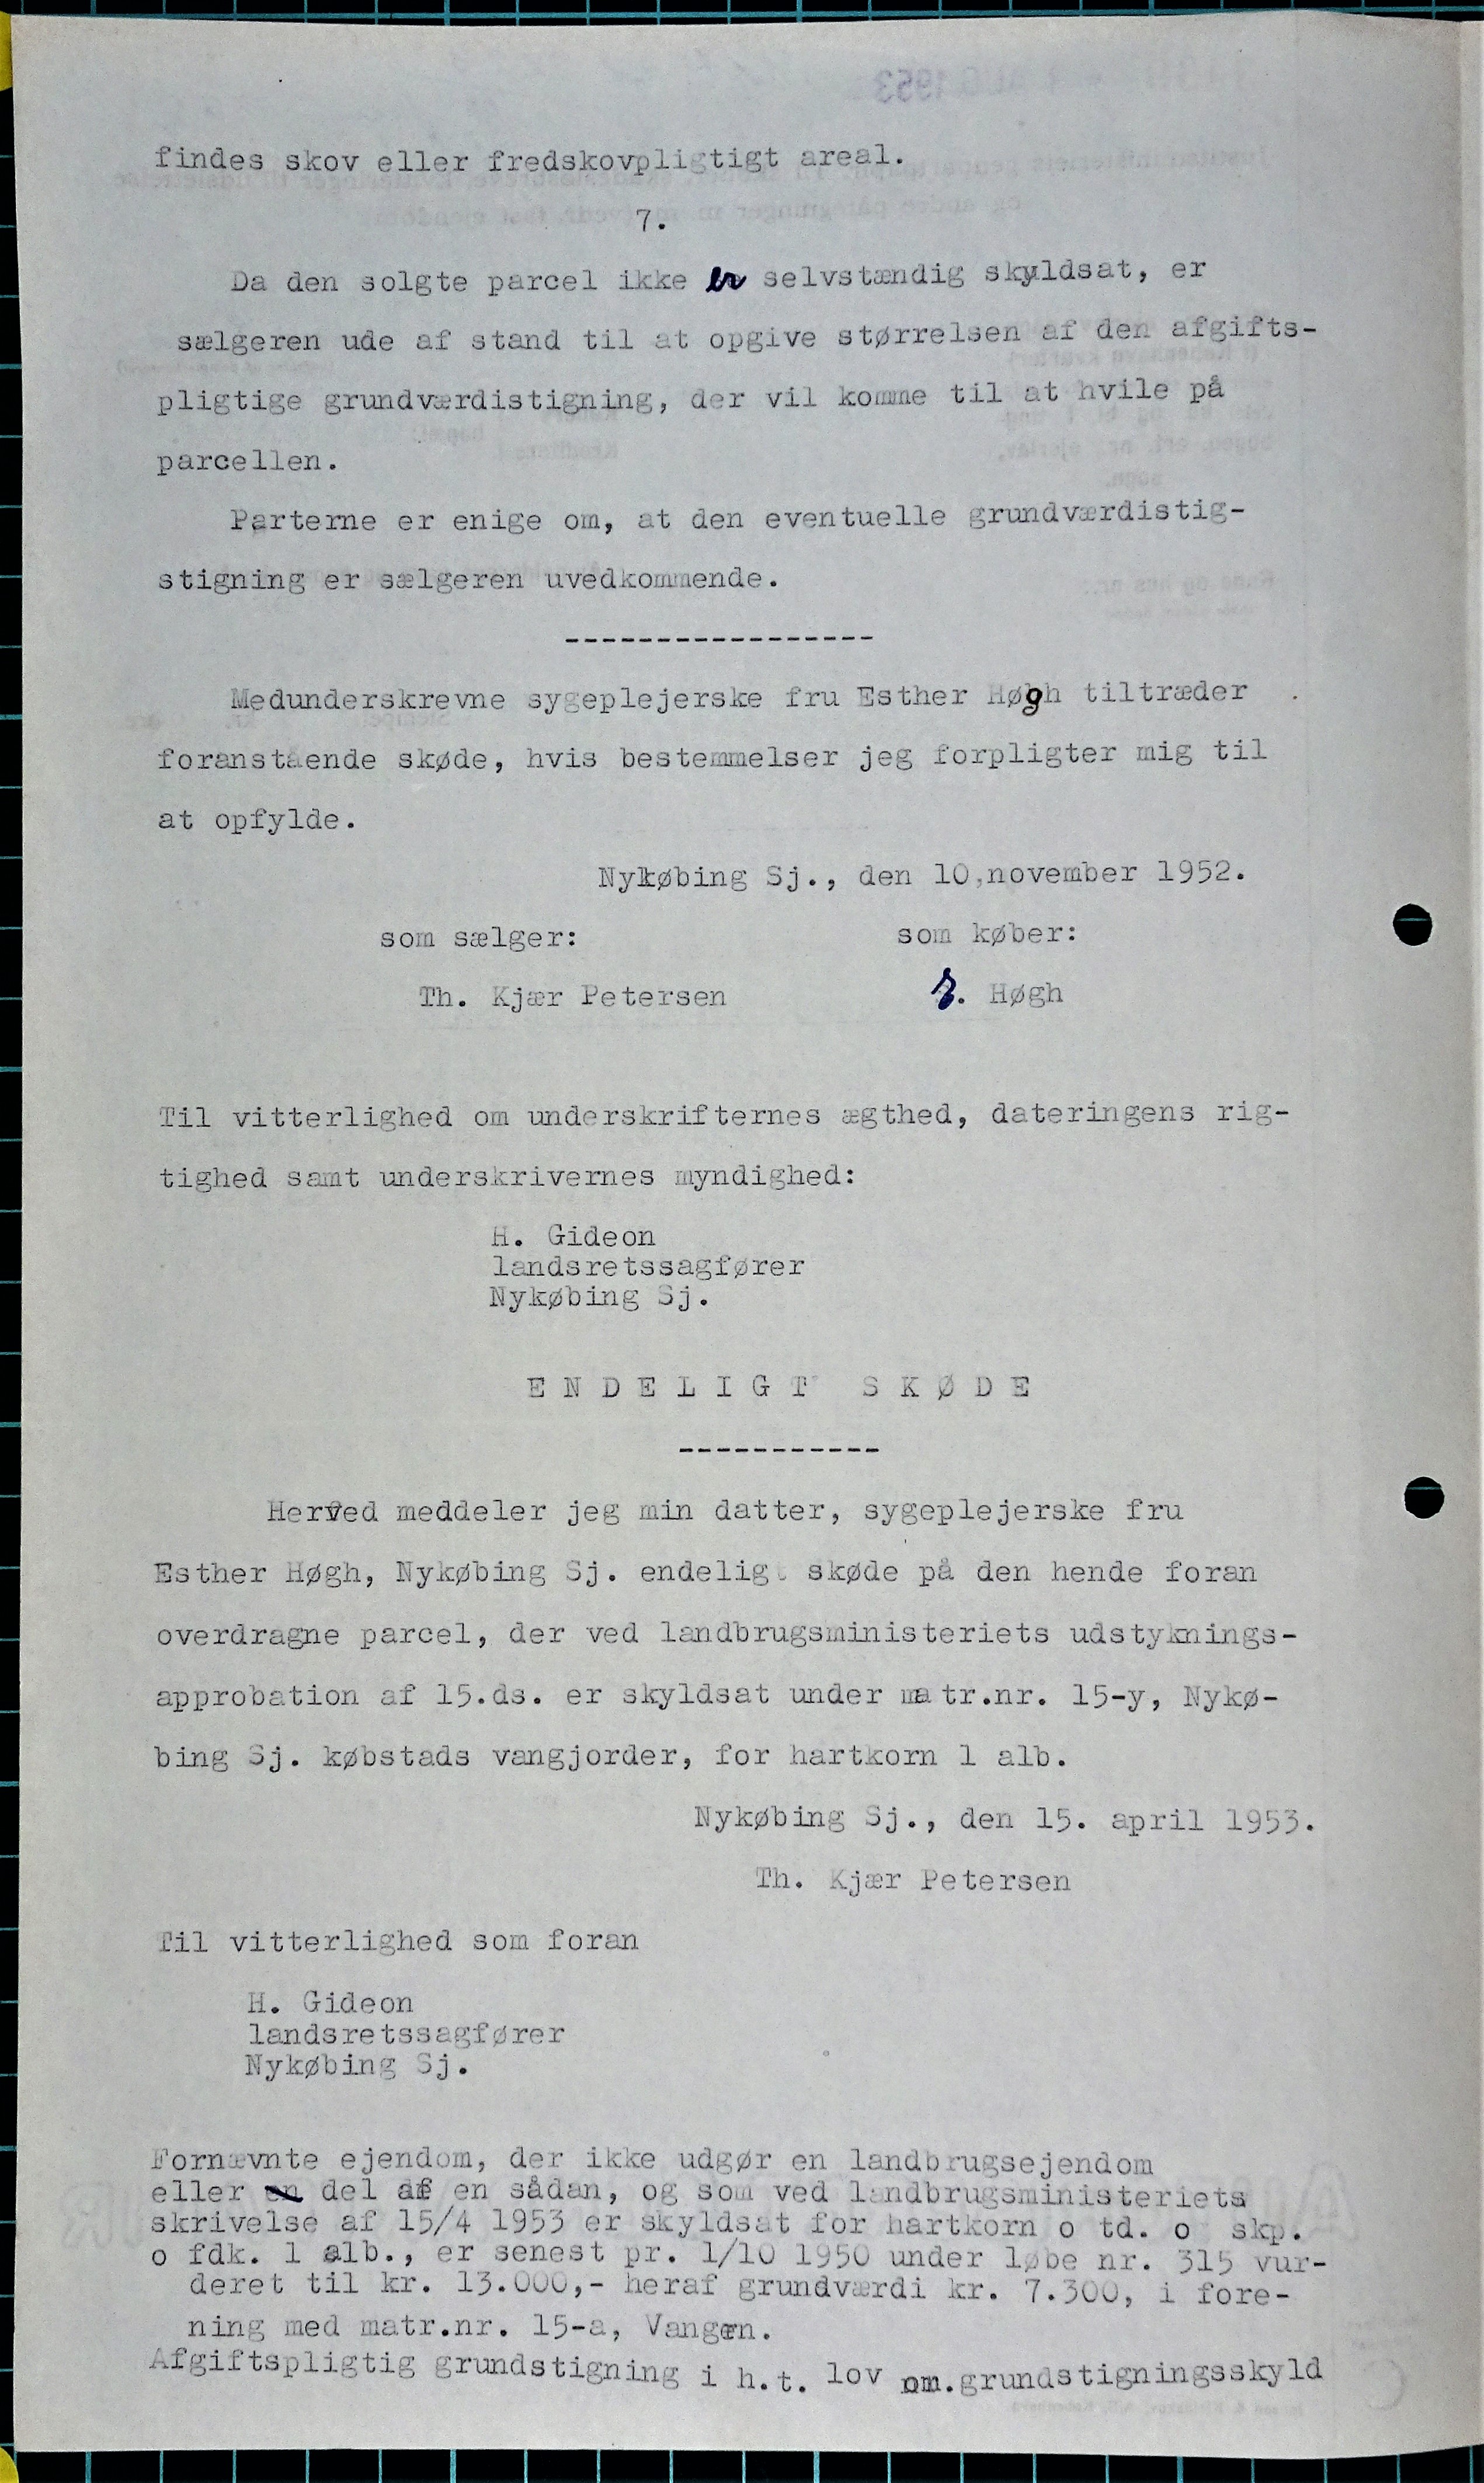 findes skov eller fredskovpligtigt areal.
7.
Da den solgte parcel ikke er selvstændig skyldsat, er
sælgeren ude af stand til at opgive størrelsen af den afgifts-
pligtige grundværdistigning, der vil komme til at hvile på
parcellen.
Parterne er enige om, at den eventuelle grundværdistig-
stigning er sælgeren uvedkommende.
-----------------
Medunderskrevne sygeplejerske fru Esther Høgh tiltræder
foranstående skøde, hvis bestemmelser jeg forpligter mig til
at opfylde.
Nykøbing Sj., den 10.november 1952.
som sælger: som køber:
Th. Kjær Petersen Høgh
Til vitterlighed om underskrifternes ægthed, dateringens rig-
tighed samt underskrivernes myndighed:
H. Gideon
landsretssagfører
Nykøbing Sj.
E N D E L I G T S K Ø D E
-----------
Herved meddeler jeg min datter, sygeplejerske fru
Esther Høgh, Nykøbing Sj. endeligt skøde på den hende foran
overdragne parcel, der ved landbrugsministeriets udstyknings-
approbation af 15.ds. er skyldsat under matr.nr. 15-y, Nykø-
bing Sj. købstads vangjorder, for hartkorn 1 alb.
Nykøbing Sj., den 15. april 1953.
Th. Kjær Petersen
Til vitterlighed som foran
H. Gideon
landsretssagfører
Nykøbing Sj.
Fornævnte ejendom, der ikke udgør en landbrugsejendom
eller en del af en sådan, og som ved landbrugsministeriets
skrivelse af 15/4 1953 er skyldsat for hartkorn o td. o skp.
o fdk. 1 alb., er senest pr. 1/10 1950 under løbe nr. 315 vur-
deret til kr. 13.000,- heraf grundværdi kr. 7.300, i fore-
ning med matr.nr. 15-a, Vangen.
Afgiftspligtig grundstigning i h.t. lov om.grundstigningsskyld